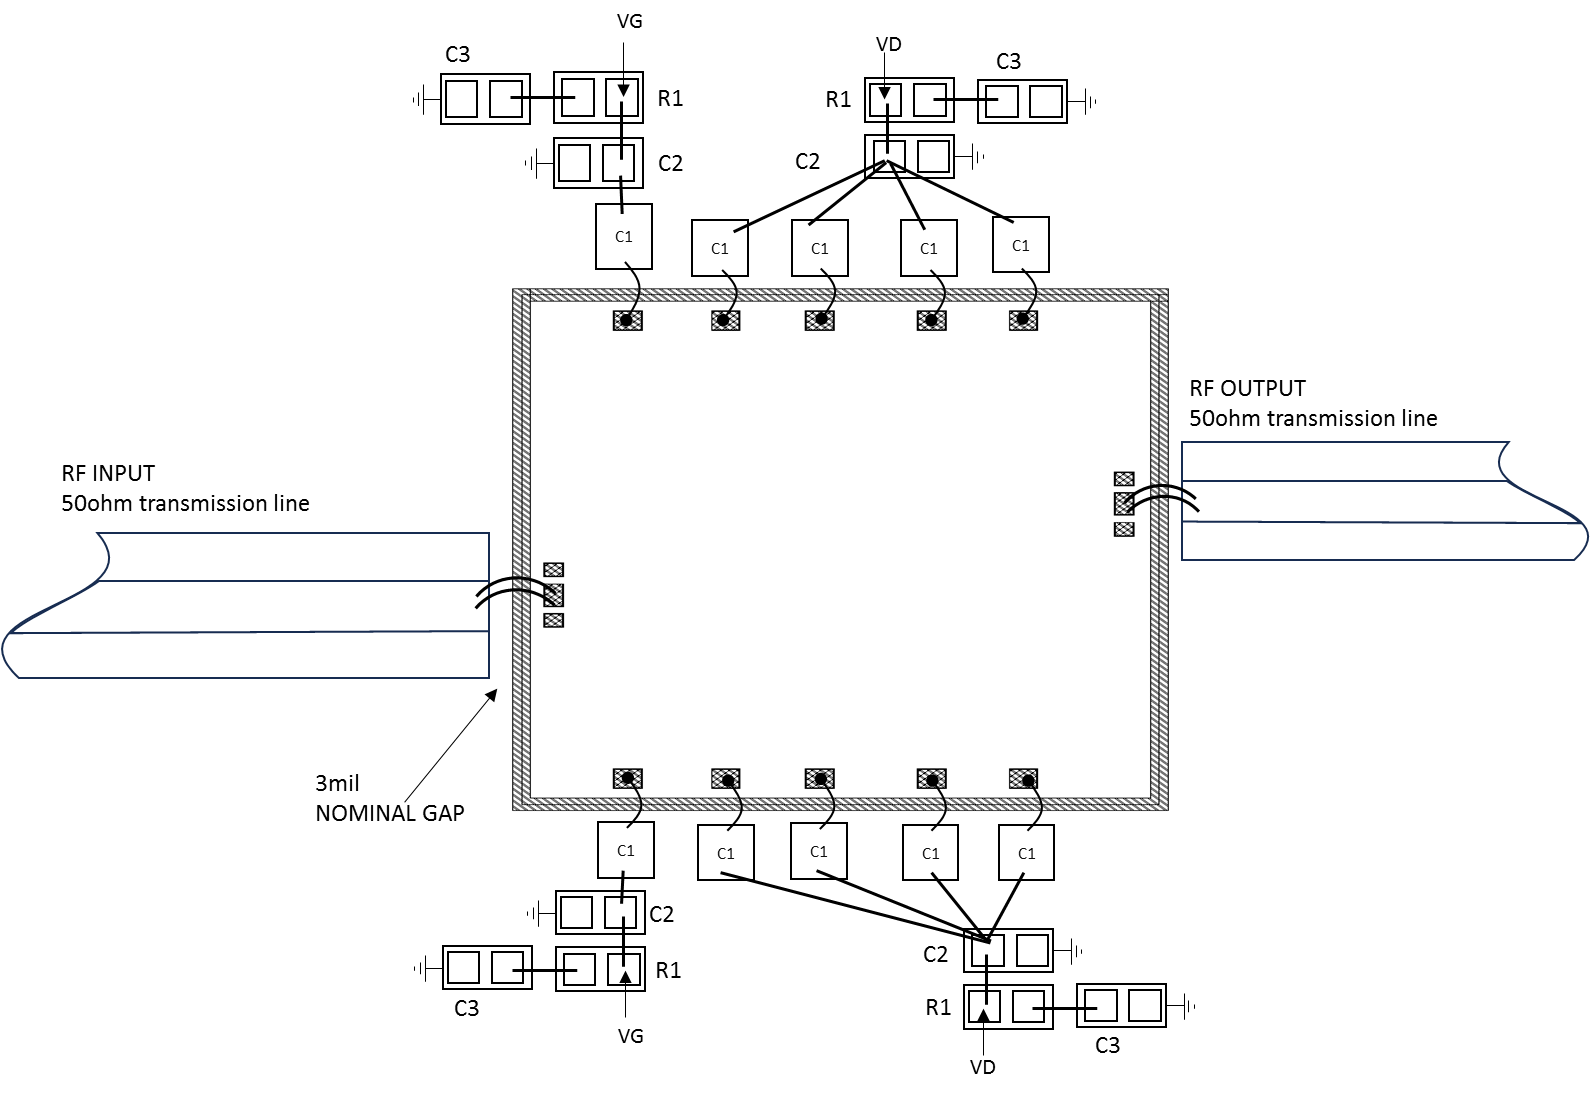 VG
VD
C3
C3
R1
R1
C2
C2
C1
C1
C1
C1
C1
RF OUTPUT
50ohm transmission line
RF INPUT
50ohm transmission line
3mil
NOMINAL GAP
C1
C1
C1
C1
C1
C2
C2
R1
C3
R1
VG
C3
VD